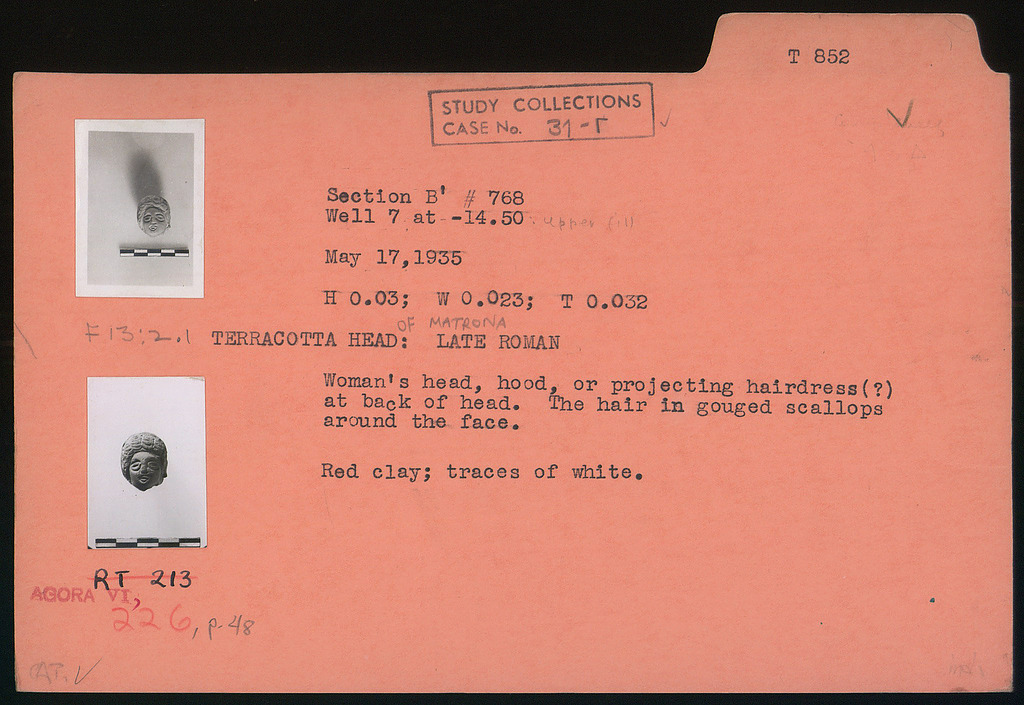 T 852
STUDY COLLECTIONS
CASE No. 31-Γ
Section B' # 768
Well 7 at -14.50: upper fill
May 17,1935
H 0.03; W 0.023; T 0.032
OF MATRONA
F 13:2.1 TERRACOTTA HEAD: LATE ROMAN
Woman's head, hood, or projecting hairdress(?)
at back of head. The hair in gouged scallops
around the face.
Red clay; traces of white.
RT 213
AGORA VI,
226, p. 48
CAT.